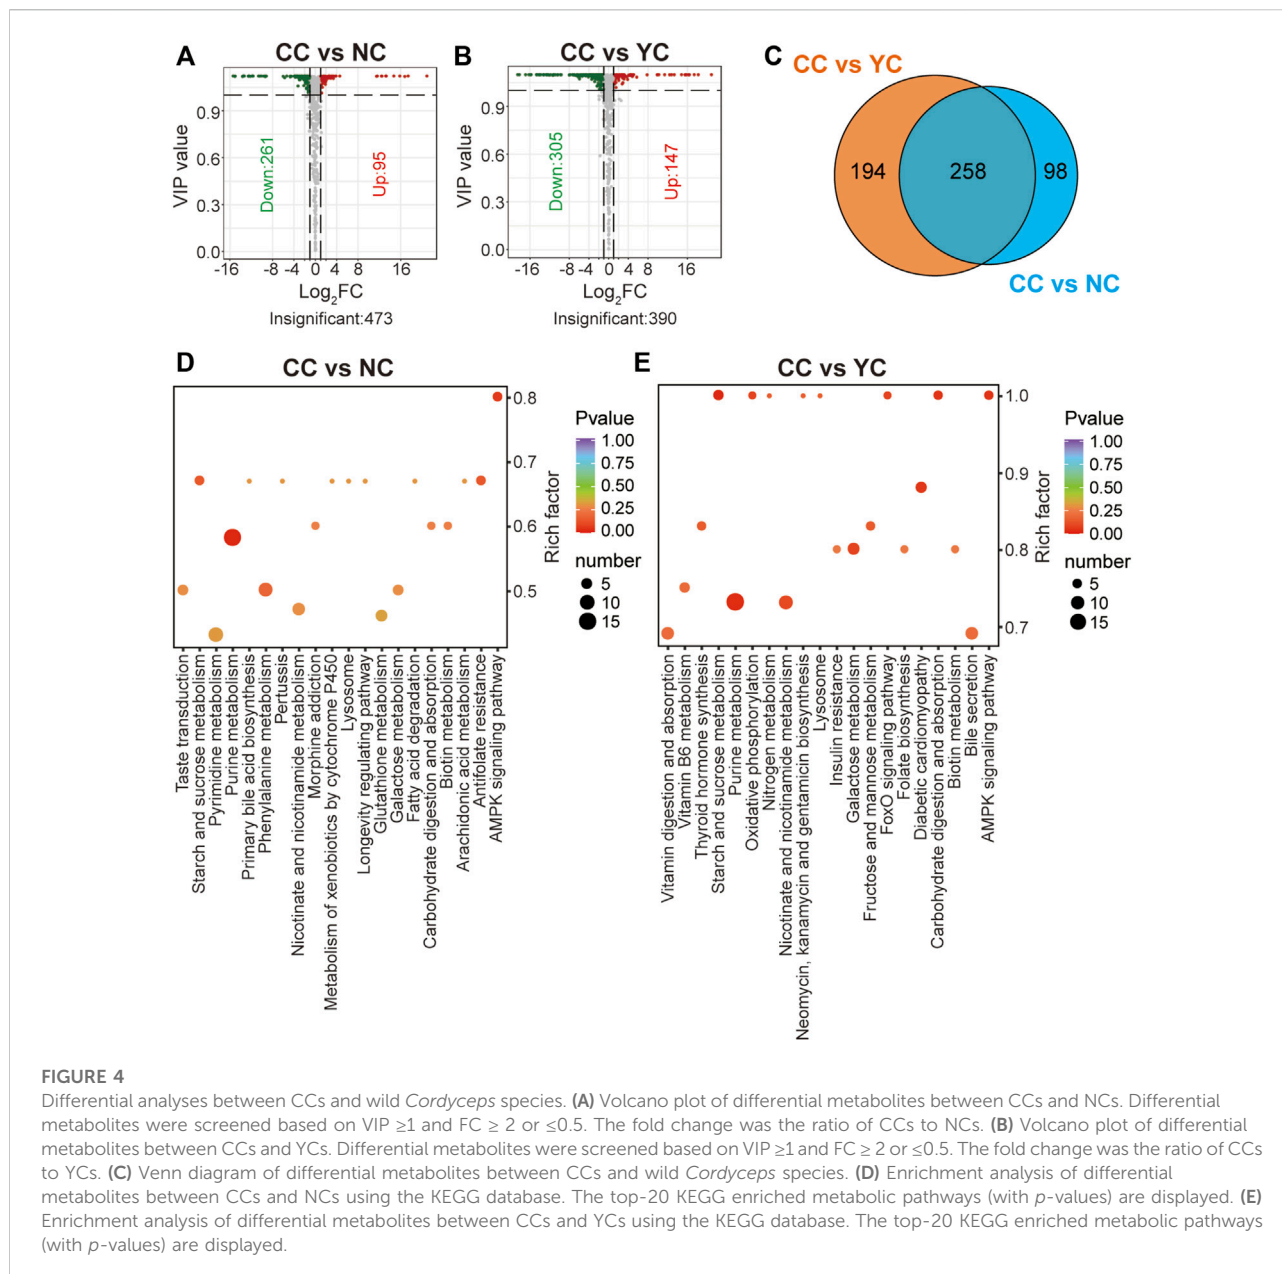 A
CC vs NC
VIP value
0.9
0.6
0.3
0.0
Down:261
Up:95
-16
-8
-4
0
4
8
16
Log2FC
Insignificant:473
B
CC vs YC
VIP value
0.9
0.6
0.3
0.0
Down:305
Up:147
-16
-8
-4
0
4
8
16
Log2FC
Insignificant:390
C
CC vs YC
194
258
98
CC vs NC
D
CC vs NC
0.8
0.7
0.6
0.5
Rich factor
Pvalue
1.00
0.75
0.50
0.25
0.00
number
5
10
15
Taste transduction
Starch and sucrose metabolism
Pyrimidine metabolism
Purine metabolism
Primary bile acid biosynthesis
Phenylalanine metabolism
Pertussis
Nicotinate and nicotinamide metabolism
Morphine addiction
Metabolism of xenobiotics by cytochrome P450
Lysosome
Longevity regulating pathway
Glutathione metabolism
Galactose metabolism
Fatty acid degradation
Carbohydrate digestion and absorption
Biotin metabolism
Arachidonic acid metabolism
Antifolate resistance
AMPK signaling pathway
E
CC vs YC
1.0
0.9
0.8
0.7
Rich factor
Pvalue
1.00
0.75
0.50
0.25
0.00
number
5
10
15
Vitamin digestion and absorption
Vitamin B6 metabolism
Thyroid hormone synthesis
Starch and sucrose metabolism
Purine metabolism
Oxidative phosphorylation
Nitrogen metabolism
Nicotinate and nicotinamide metabolism
Neomycin, kanamycin and gentamicin biosynthesis
Lysosome
Insulin resistance
Galactose metabolism
Fructose and mannose metabolism
FoxO signaling pathway
Folate biosynthesis
Diabetic cardiomyopathy
Carbohydrate digestion and absorption
Biotin metabolism
Bile secretion
AMPK signaling pathway
FIGURE 4
Differential analyses between CCs and wild Cordyceps species. (A) Volcano plot of differential metabolites between CCs and NCs. Differential
metabolites were screened based on VIP ≥1 and FC ≥ 2 or ≤0.5. The fold change was the ratio of CCs to NCs. (B) Volcano plot of differential
metabolites between CCs and YCs. Differential metabolites were screened based on VIP ≥1 and FC ≥ 2 or ≤0.5. The fold change was the ratio of CCs
to YCs. (C) Venn diagram of differential metabolites between CCs and wild Cordyceps species. (D) Enrichment analysis of differential
metabolites between CCs and NCs using the KEGG database. The top-20 KEGG enriched metabolic pathways (with p-values) are displayed. (E)
Enrichment analysis of differential metabolites between CCs and YCs using the KEGG database. The top-20 KEGG enriched metabolic pathways
(with p-values) are displayed.